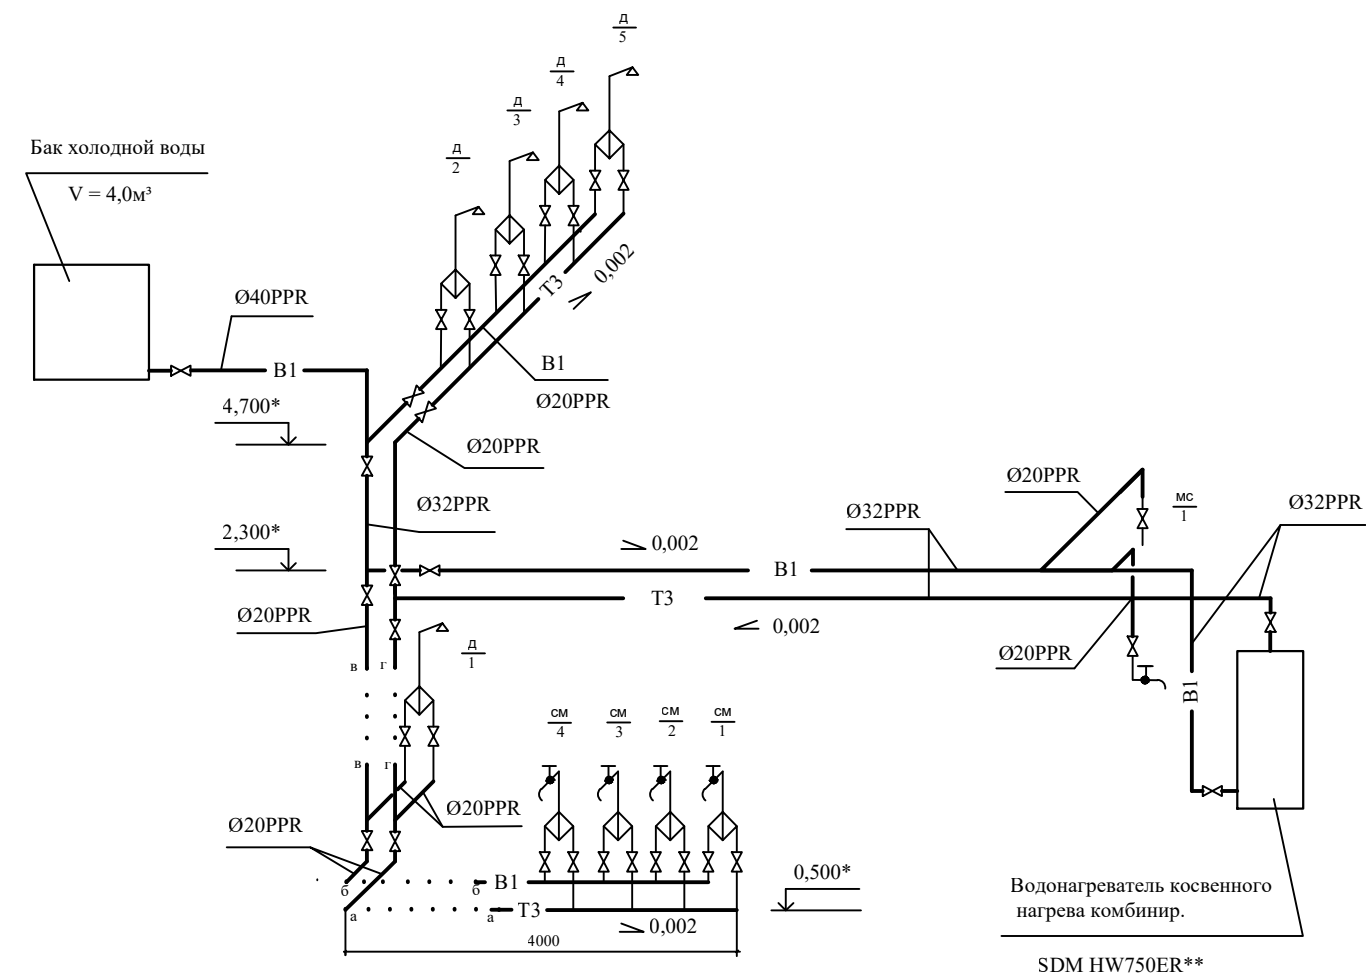 д
5
д
4
д
3
д
2
Бак холодной воды
V = 4,0м³
0,002
Т3
Ø40PPR
В1
В1
Ø20PPR
4,700*
Ø20PPR
Ø20PPR
мс
1
Ø32PPR
Ø32PPR
Ø32PPR
2,300*
0,002
В1
Т3
0,002
Ø20PPR
Ø20PPR
в г
д
1
В1
см
4
см
3
см
2
см
1
в г
Ø20PPR
Ø20PPR
б б В1
0,500*
а а Т3
0,002
4000
Водонагреватель косвенного
нагрева комбинир.
SDM HW750ER**